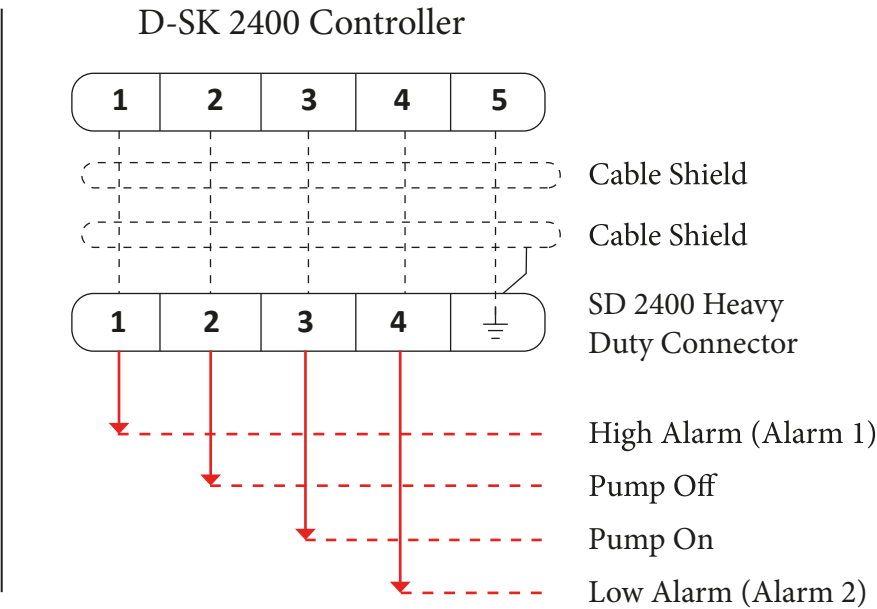 D-SK 2400 Controller
1 2 3 4 5
Cable Shield
Cable Shield
1 2 3 4
SD 2400 Heavy
Duty Connector
High Alarm (Alarm 1)
Pump Off
Pump On
Low Alarm (Alarm 2)